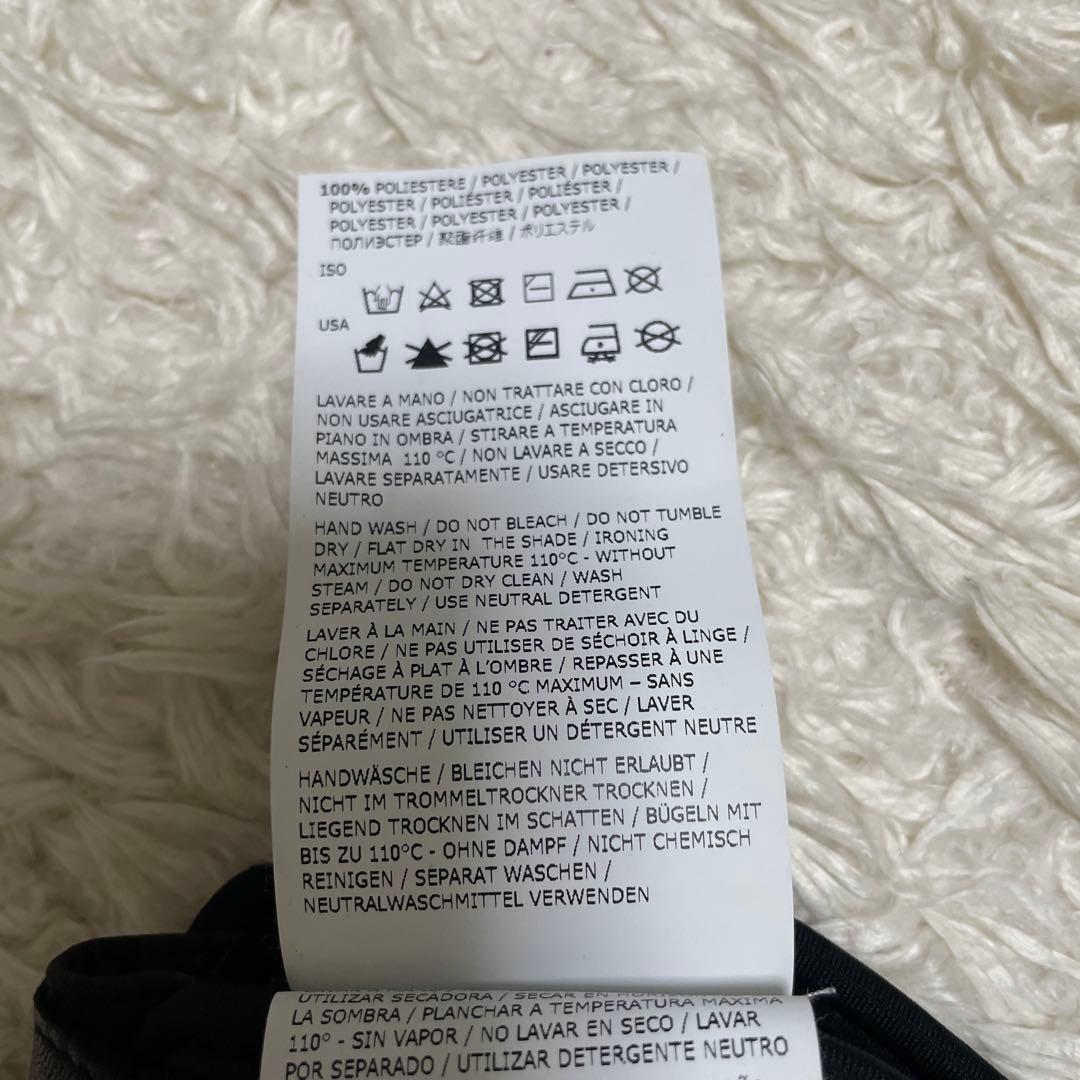 100% POLIESTERE / POLYESTER / POLYESTER /
POLYESTER / POLIÉSTER / POLIÉSTER /
POLYESTER / POLYESTER / POLYESTER /
ПОЛИЭСТЕР / 聚酯纤维 / ポリエステル
ISO
USA
LAVARE A MANO / NON TRATTARE CON CLORO /
NON USARE ASCIUGATRICE / ASCIUGARE IN
PIANO IN OMBRA / STIRARE A TEMPERATURA
MASSIMA 110 °C / NON LAVARE A SECCO /
LAVARE SEPARATAMENTE / USARE DETERSIVO
NEUTRO
HAND WASH / DO NOT BLEACH / DO NOT TUMBLE
DRY / FLAT DRY IN THE SHADE / IRONING
MAXIMUM TEMPERATURE 110°C - WITHOUT
STEAM / DO NOT DRY CLEAN / WASH
SEPARATELY / USE NEUTRAL DETERGENT
LAVER À LA MAIN / NE PAS TRAITER AVEC DU
CHLORE / NE PAS UTILISER DE SÉCHOIR À LINGE /
SÉCHAGE À PLAT À L'OMBRE / REPASSER À UNE
TEMPÉRATURE DE 110 °C MAXIMUM – SANS
VAPEUR / NE PAS NETTOYER À SEC / LAVER
SÉPARÉMENT / UTILISER UN DÉTERGENT NEUTRE
HANDWÄSCHE / BLEICHEN NICHT ERLAUBT /
NICHT IM TROMMELTROCKNER TROCKNEN /
LIEGEND TROCKNEN IM SCHATTEN / BÜGELN MIT
BIS ZU 110°C - OHNE DAMPF / NICHT CHEMISCH
REINIGEN / SEPARAT WASCHEN /
NEUTRALWASCHMITTEL VERWENDEN
UTILIZAR SECADORA / SECAR EN
LA SOMBRA / PLANCHAR A TEMPERATURA MAXIMA
110° - SIN VAPOR / NO LAVAR EN SECO / LAVAR
POR SEPARADO / UTILIZAR DETERGENTE NEUTRO